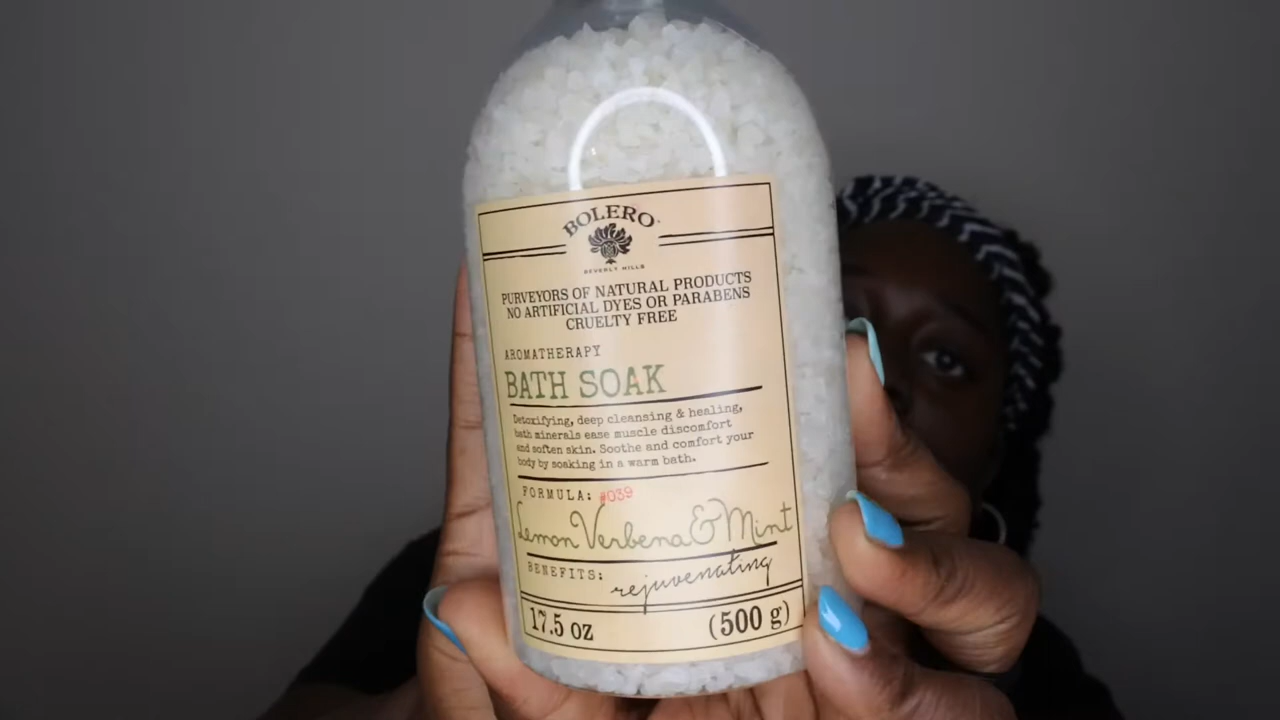 BOLERO
BEVERLY HILLS
PURVEYORS OF NATURAL PRODUCTS
NO ARTIFICIAL DYES OR PARABENS
CRUELTY FREE
AROMATHERAPY
BATH SOAK
Detoxifying, deep cleansing & healing,
bath minerals ease muscle discomfort
and soften skin. Soothe and comfort your
body by soaking in a warm bath.
FORMULA: #039
Lemon Verbena & Mint
BENEFITS: rejuvenating
17.5 oz (500 g)